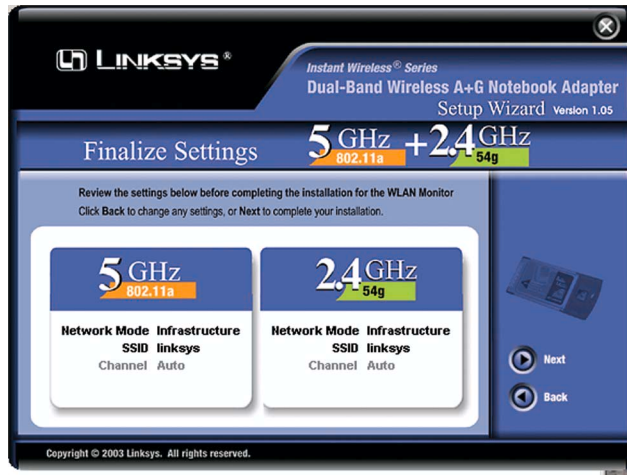 LINKSYS®
Instant Wireless® Series
Dual-Band Wireless A+G Notebook Adapter
Setup Wizard Version 1.05
Finalize Settings
5 GHz + 2.4 GHz
802.11a 54g
Review the settings below before completing the installation for the WLAN Monitor
Click Back to change any settings, or Next to complete your installation.
5 GHz
802.11a
Network Mode Infrastructure
SSID linksys
Channel Auto
2.4 GHz
54g
Network Mode Infrastructure
SSID linksys
Channel Auto
Next
Back
Copyright © 2003 Linksys. All rights reserved.